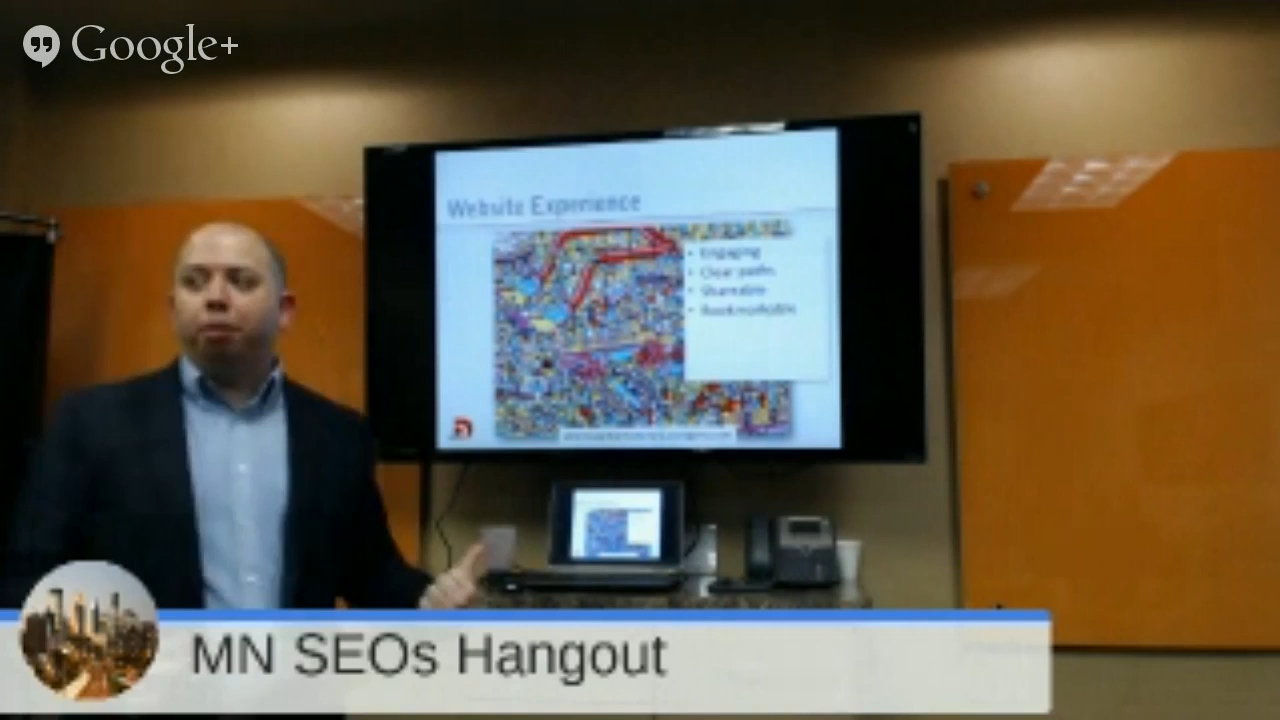 Google+
Website Experience
• Engaging
• Clear paths
• Shareable
• Bookmarkable
MN SEOs Hangout